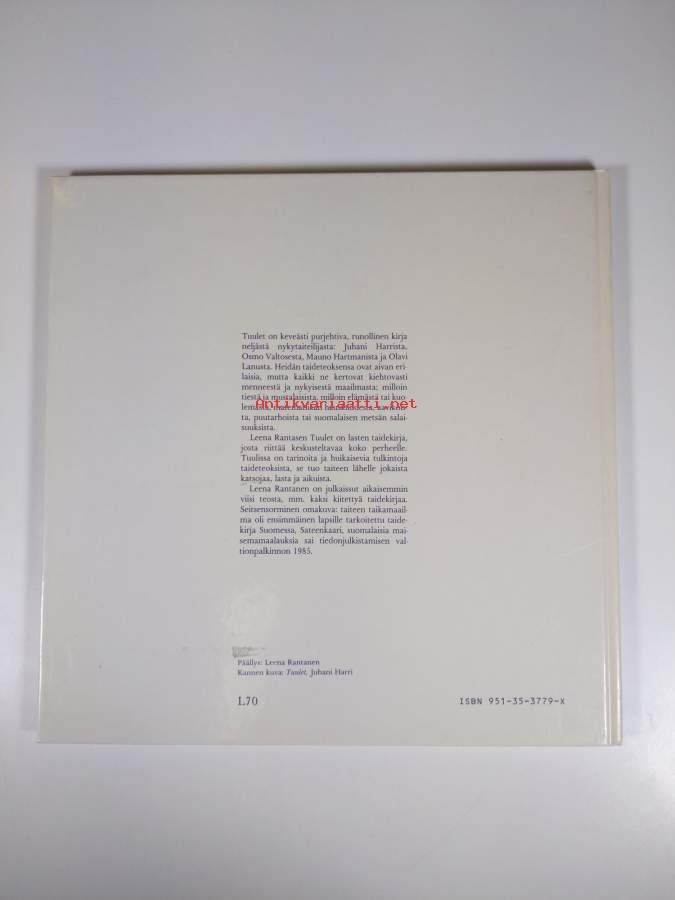 Tuulet on keveästi purjehtiva, runollinen kirja
neljästä nykytaiteilijasta: Juhani Harrista,
Osmo Valtosesta, Mauno Hartmanista ja Olavi
Lanusta. Heidän taideteoksensa ovat aivan eri-
laisia, mutta kaikki ne kertovat kiehtovasti
menneestä ja nykyisestä maailmasta; milloin
tiestä ja mustalaisista, milloin elämästä tai kuo-
Antikvariaatti.net
lemasta,
ta, puutarhoista tai suomalaisen metsän salai-
suuksista.
Leena Rantasen Tuulet on lasten taidekirja,
josta riittää keskusteltavaa koko perheelle.
Tuulissa on tarinoita ja huikaisevia tulkintoja
taideteoksista, se tuo taiteen lähelle jokaista
katsojaa, lasta ja aikuista.
Leena Rantanen on julkaissut aikaisemmin
viisi teosta, mm. kaksi kiitettyä taidekirjaa.
Seitsensorminen omakuva: taiteen taikamaail-
ma oli ensimmäinen lapsille tarkoitettu taide-
kirja Suomessa, Sateenkaari, suomalaisia mai-
semamaalauksia sai tiedonjulkistamisen val-
tionpalkinnon 1985.
Päällys: Leena Rantanen
Kannen kuva: Tuulet, Juhani Harri
L70
ISBN 951-35-3779-X